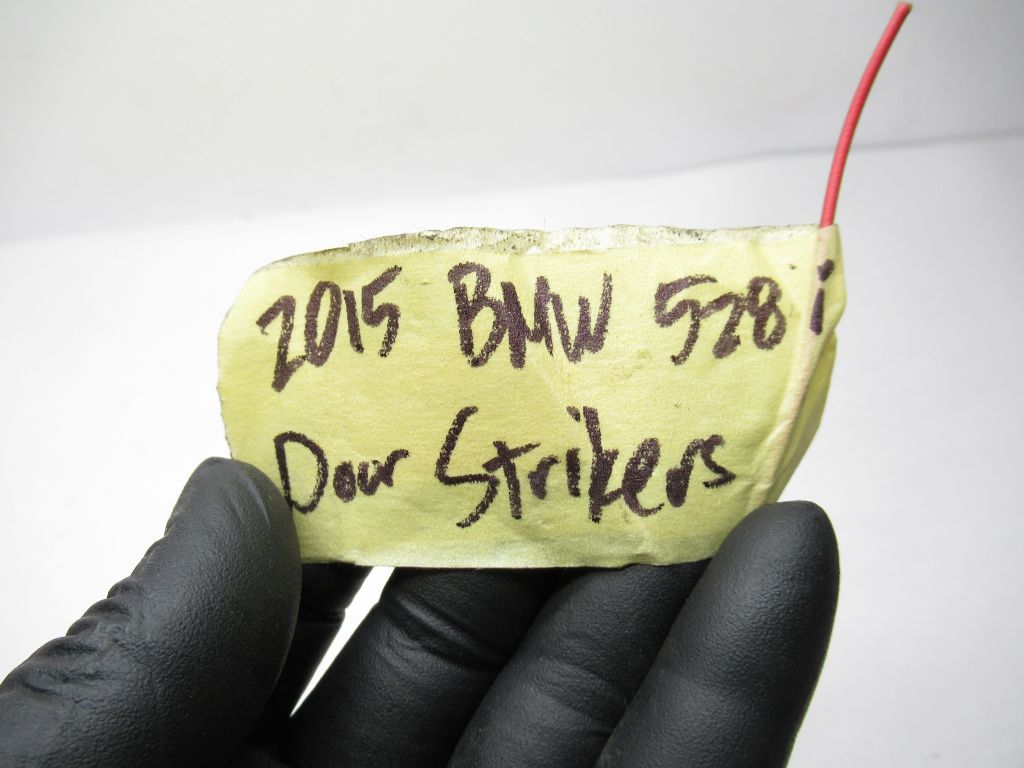 2015 BMW 528i
Door Strikers